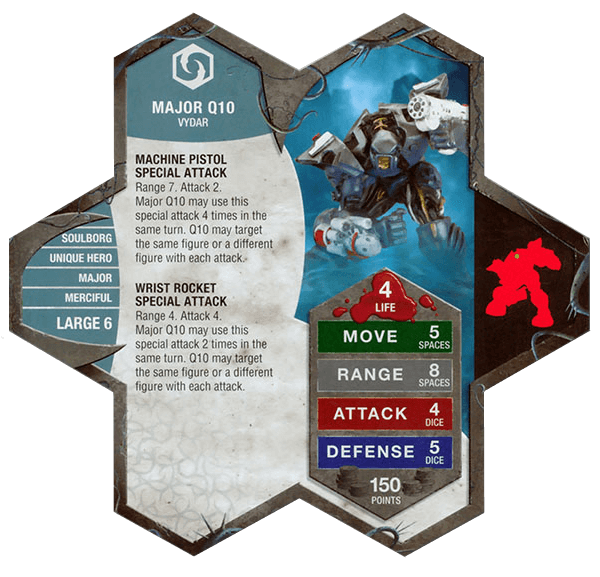 MAJOR Q10
VYDAR
MACHINE PISTOL
SPECIAL ATTACK
Range 7. Attack 2.
Major Q10 may use this
special attack 4 times in the
same turn. Q10 may target
the same figure or a different
figure with each attack.
WRIST ROCKET
SPECIAL ATTACK
Range 4. Attack 4.
Major Q10 may use this
special attack 2 times in the
same turn. Q10 may target
the same figure or a different
figure with each attack.
SOULBORG
UNIQUE HERO
MAJOR
MERCIFUL
LARGE 6
4
LIFE
MOVE 5
SPACES
RANGE 8
SPACES
ATTACK 4
DICE
DEFENSE 5
DICE
150
POINTS